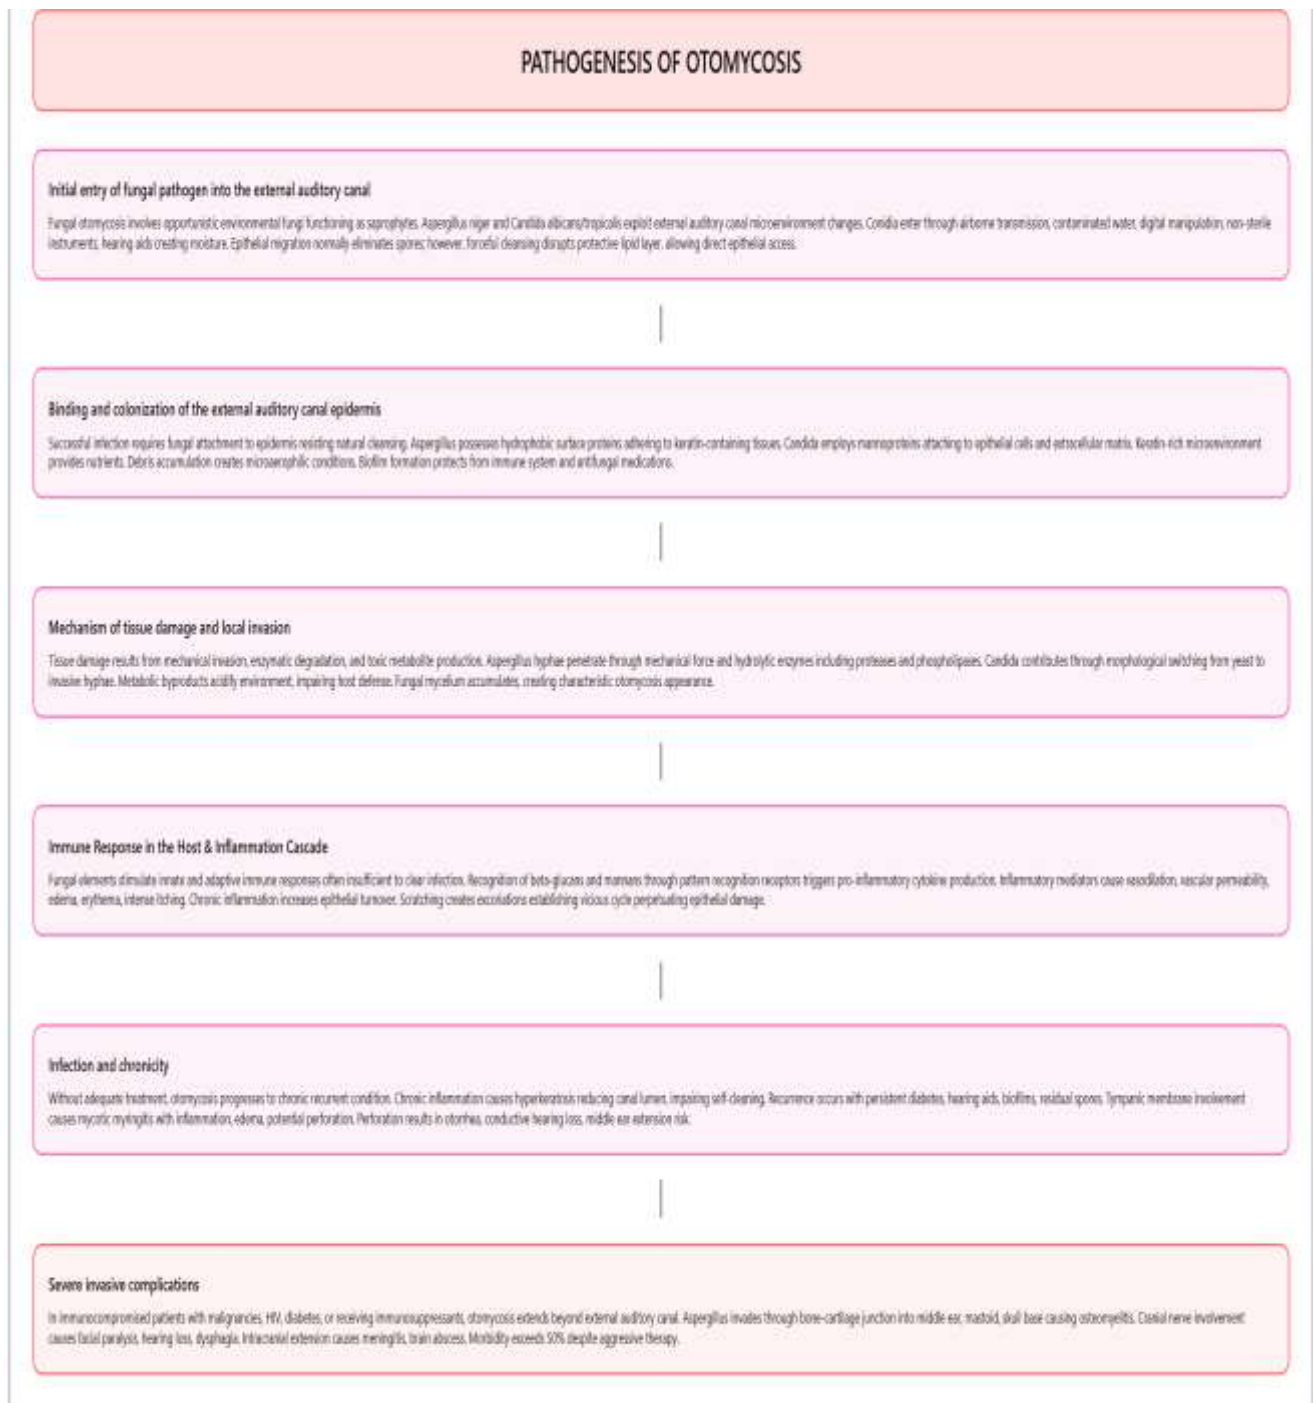 PATHOGENESIS OF OTOMYCOSIS
Initial entry of fungal pathogen into the external auditory canal
Fungal otomycosis involves opportunistic environmental fungi functioning as saprophytes. Aspergillus niger and Candida albicans/tropicalis exploit external auditory canal microenvironment changes. Conidia enter through airborne transmission, contaminated water, digital manipulation, non-sterile
instruments, hearing aids creating moisture. Epithelial migration normally eliminates spores; however, forceful cleansing disrupts protective lipid layer, allowing direct epithelial access.
Binding and colonization of the external auditory canal epidermis
Successful infection requires fungal attachment to epidermis resisting natural cleansing. Aspergillus possesses hydrophobic surface proteins adhering to keratin-containing tissues. Candida employs mannoproteins attaching to epithelial cells and extracellular matrix. Keratin-rich microenvironment
provides nutrients. Debris accumulation creates microaerophilic conditions. Biofilm formation protects from immune system and antifungal medications.
Mechanism of tissue damage and local invasion
Tissue damage results from mechanical invasion, enzymatic degradation, and toxic metabolite production. Aspergillus hyphae penetrate through mechanical force and hydrolytic enzymes including proteases and phospholipases. Candida contributes through morphological switching from yeast to
invasive hyphae. Metabolic byproducts acidify environment, impairing host defense. Fungal mycelium accumulates, creating characteristic otomycosis appearance.
Immune Response in the Host & Inflammation Cascade
Fungal elements stimulate innate and adaptive immune responses often insufficient to clear infection. Recognition of beta-glucans and mannans through pattern recognition receptors triggers pro-inflammatory cytokine production. Inflammatory mediators cause vasodilation, vascular permeability,
edema, erythema, intense itching. Chronic inflammation increases epithelial turnover. Scratching creates excoriations establishing vicious cycle perpetuating epithelial damage.
Infection and chronicity
Without adequate treatment, otomycosis progresses to chronic recurrent condition. Chronic inflammation causes hyperkeratosis reducing canal lumen, impairing self-cleaning. Recurrence occurs with persistent diabetes, hearing aids, biofilms, residual spores. Tympanic membrane involvement
causes mycotic myringitis with inflammation, edema, potential perforation. Perforation results in otorrhea, conductive hearing loss, middle ear extension risk.
Severe invasive complications
In immunocompromised patients with malignancies, HIV, diabetes, or receiving immunosuppressants, otomycosis extends beyond external auditory canal. Aspergillus invades through bone-cartilage junction into middle ear, mastoid, skull base causing osteomyelitis. Cranial nerve involvement
causes facial paralysis, hearing loss, dysphagia. Intracranial extension causes meningitis, brain abscess. Morbidity exceeds 50% despite aggressive therapy.